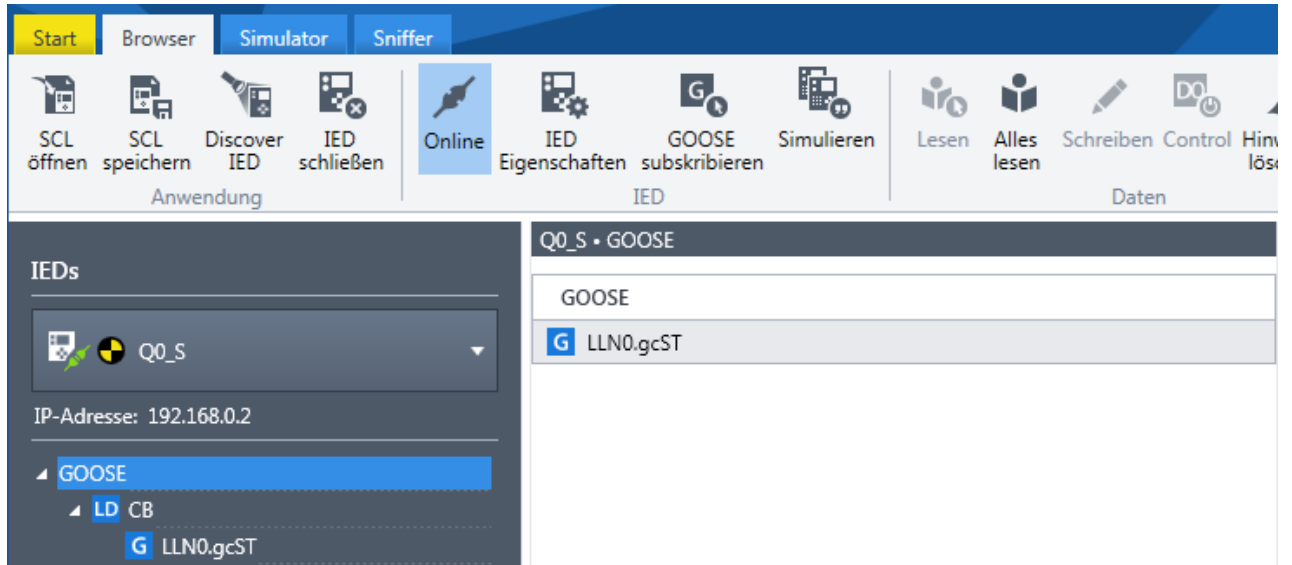 Start Browser Simulator Sniffer
SCL öffnen
SCL speichern
Discover IED
IED schließen
Online
IED Eigenschaften
GOOSE subskribieren
Simulieren
Lesen
Alles lesen
Schreiben
Control
Anwendung
IED
Daten
IEDs
Q0_S
IP-Adresse: 192.168.0.2
GOOSE
LD CB
G LLN0.gcST
Q0_S • GOOSE
GOOSE
G LLN0.gcST